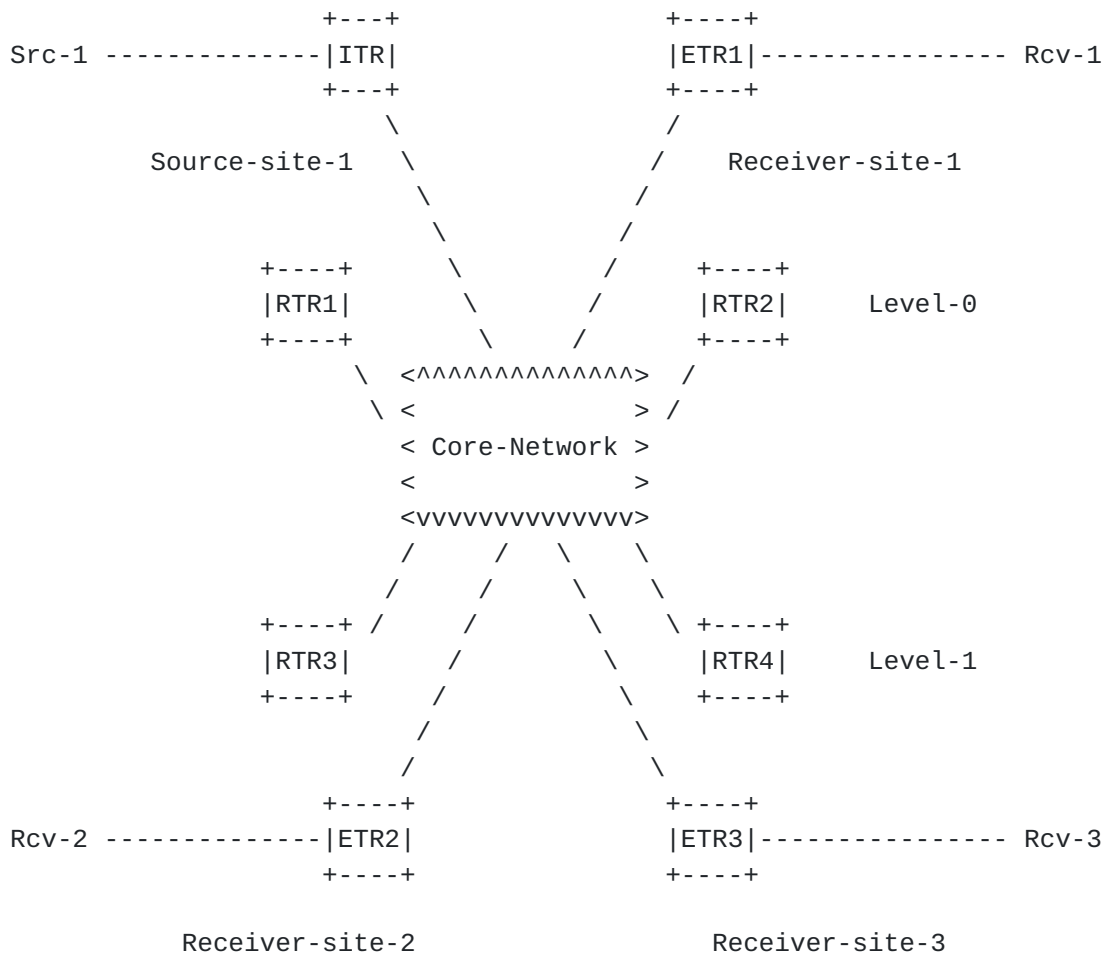 +---+                 +----+
Src-1 --------------|ITR|                 |ETR1|---------------- Rcv-1
                    +---+                 +----+
                        \                 /
         Source-site-1   \               /    Receiver-site-1
                          \             /
                           \           /
                +----+      \         /     +----+
                |RTR1|       \       /      |RTR2|     Level-0
                +----+        \     /       +----+
                      \  <^^^^^^^^^^^^^^>  /
                       \ <              > /
                         < Core-Network >
                         <              >
                         <vvvvvvvvvvvvvv>
                         /     /   \    \
                        /     /     \    \
                +----+ /     /       \    \ +----+
                |RTR3|      /         \     |RTR4|     Level-1
                +----+     /           \    +----+
                          /             \
                         /               \
                    +----+                +----+
Rcv-2 --------------|ETR2|                |ETR3|---------------- Rcv-3
                    +----+                +----+
           Receiver-site-2                   Receiver-site-3